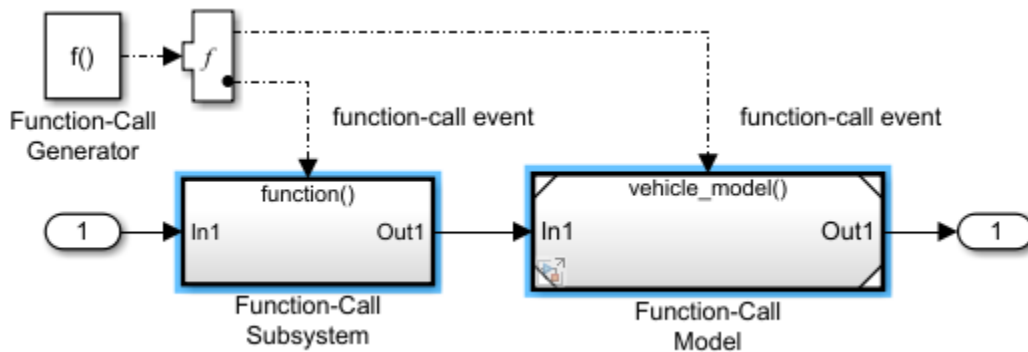 f()
f
Function-Call
Generator
function-call event
function-call event
function()
vehicle_model()
1
In1
Out1
In1
Out1
1
Function-Call
Subsystem
Function-Call
Model